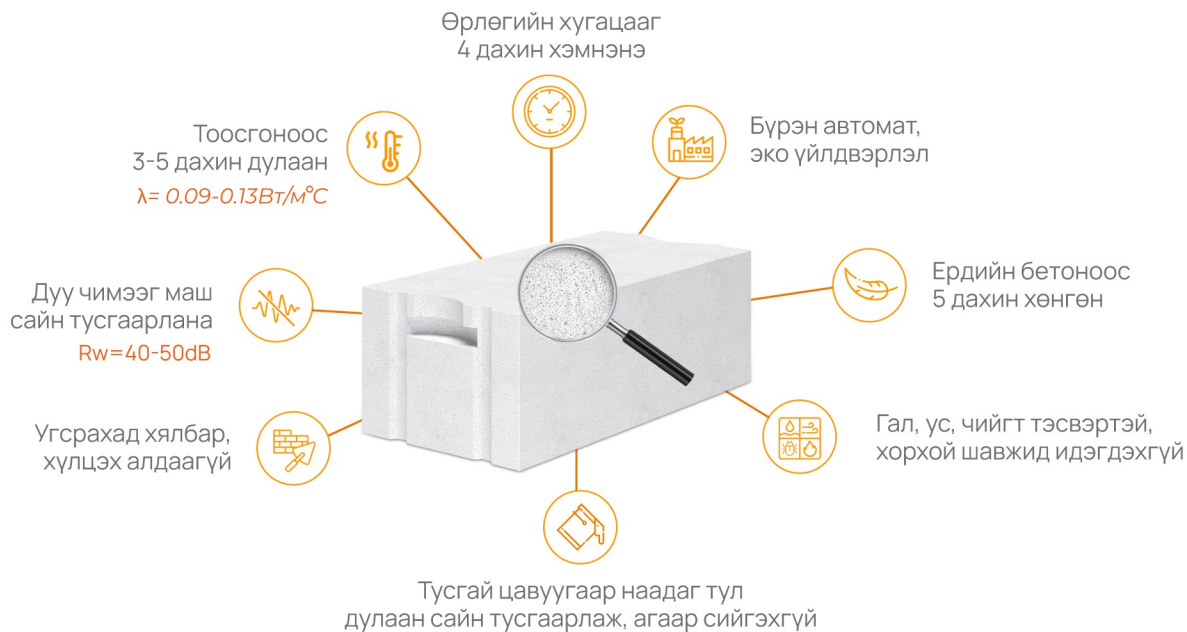 Өрлөгийн хугацааг
4 дахин хэмнэнэ
Тоосгоноос
3-5 дахин дулаан
λ= 0.09-0.13Вт/м°С
Бүрэн автомат,
эко үйлдвэрлэл
Дуу чимээг маш
сайн тусгаарлана
Rw=40-50dB
Ердийн бетоноос
5 дахин хөнгөн
Угсрахад хялбар,
хүлцэх алдаагүй
Гал, ус, чийгт тэсвэртэй,
хорхой шавжид идэгдэхгүй
Тусгай цавуугаар наадаг тул
дулаан сайн тусгаарлаж, агаар сийгэхгүй